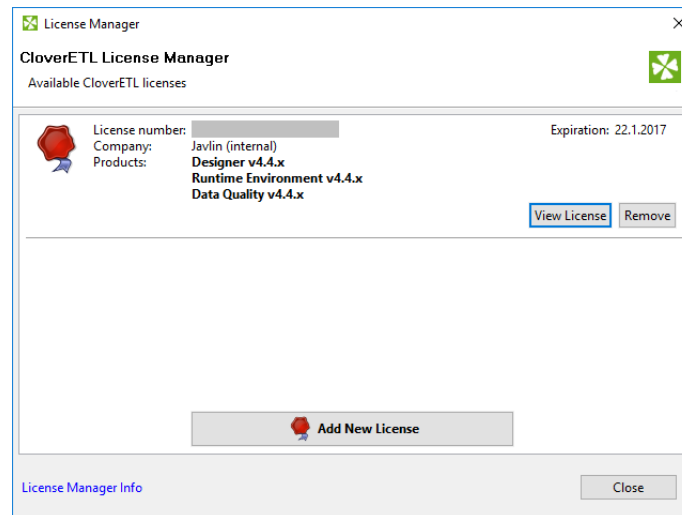 License Manager
CloverETL License Manager
Available CloverETL licenses
License number:
Expiration: 22.1.2017
Company: Javlin (internal)
Products: Designer v4.4.x
Runtime Environment v4.4.x
Data Quality v4.4.x
View License Remove
Add New License
License Manager Info Close